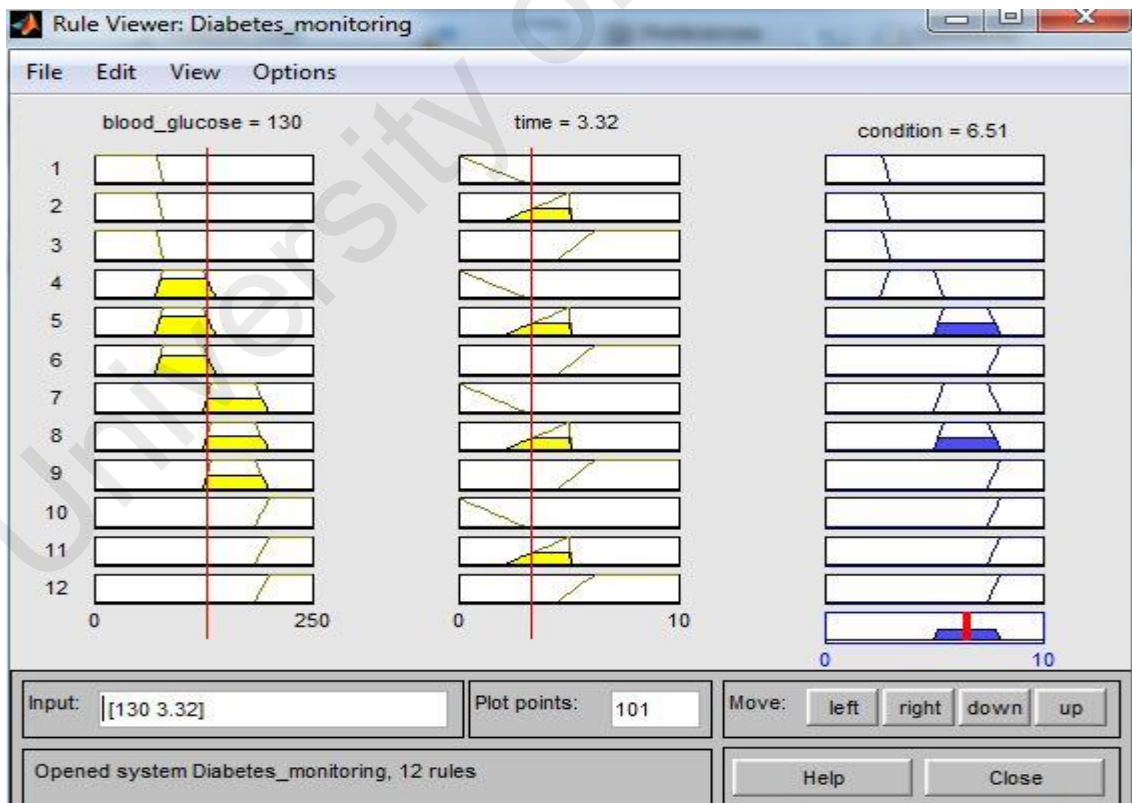 Rule Viewer: Diabetes_monitoring
File Edit View Options
blood_glucose = 130 time = 3.32 condition = 6.51
1
2
3
4
5
6
7
8
9
10
11
12
0 250 0 10
0 10
Input: [130 3.32] Plot points: 101 Move: left right down up
Opened system Diabetes_monitoring, 12 rules Help Close
University of